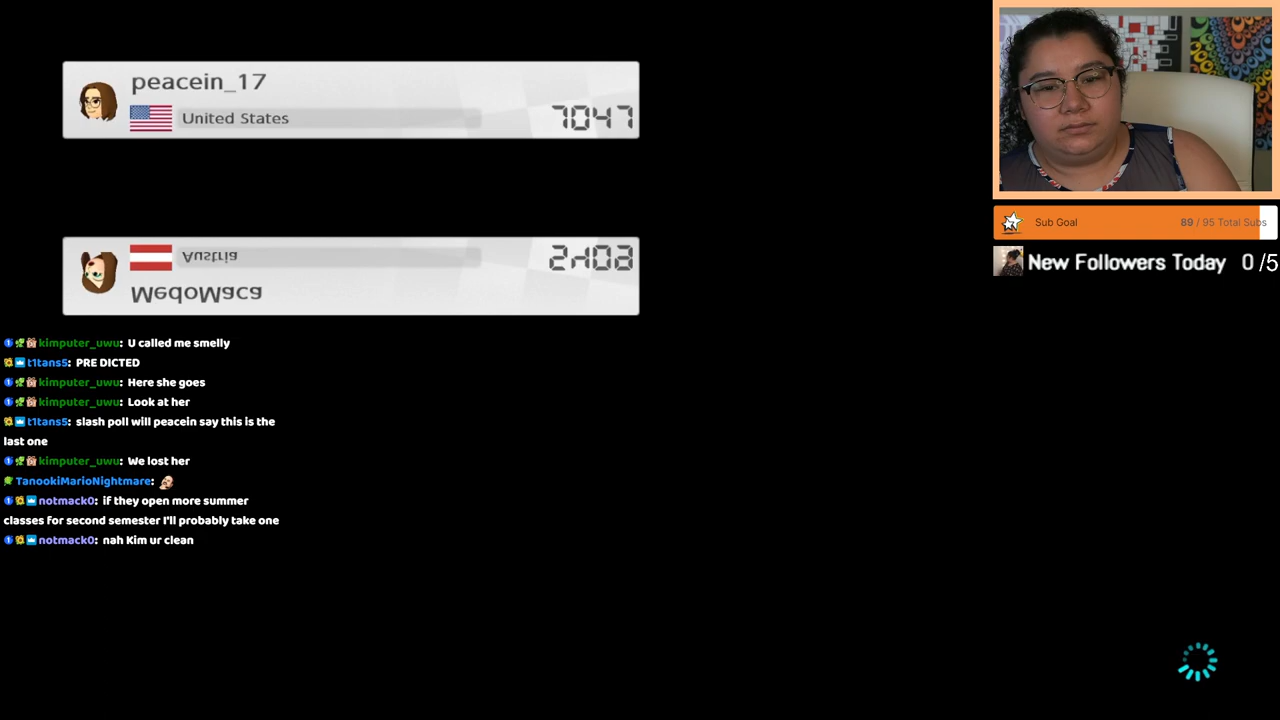 peacein_17
United States
7047
Austria
MedoMaca
Sub Goal
89 / 95 Total Subs
New Followers Today 0 /5
kimputer_uwu: U called me smelly
t1tans5: PRE DICTED
kimputer_uwu: Here she goes
kimputer_uwu: Look at her
t1tans5: slash poll will peacein say this is the
last one
kimputer_uwu: We lost her
TanookiMarioNightmare:
notmack0: if they open more summer
classes for second semester I'll probably take one
notmack0: nah Kim ur clean